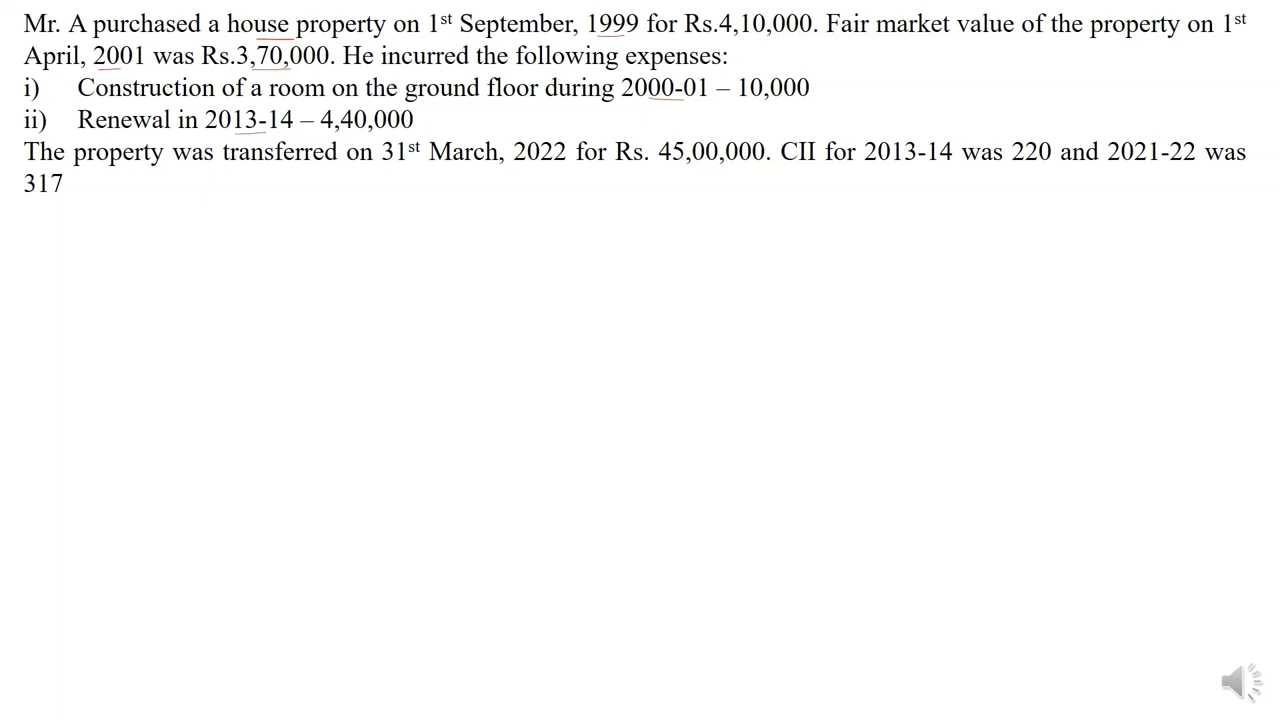 Mr. A purchased a house property on 1st September, 1999 for Rs.4,10,000. Fair market value of the property on 1st
April, 2001 was Rs.3,70,000. He incurred the following expenses:
i) Construction of a room on the ground floor during 2000-01 – 10,000
ii) Renewal in 2013-14 – 4,40,000
The property was transferred on 31st March, 2022 for Rs. 45,00,000. CII for 2013-14 was 220 and 2021-22 was
317